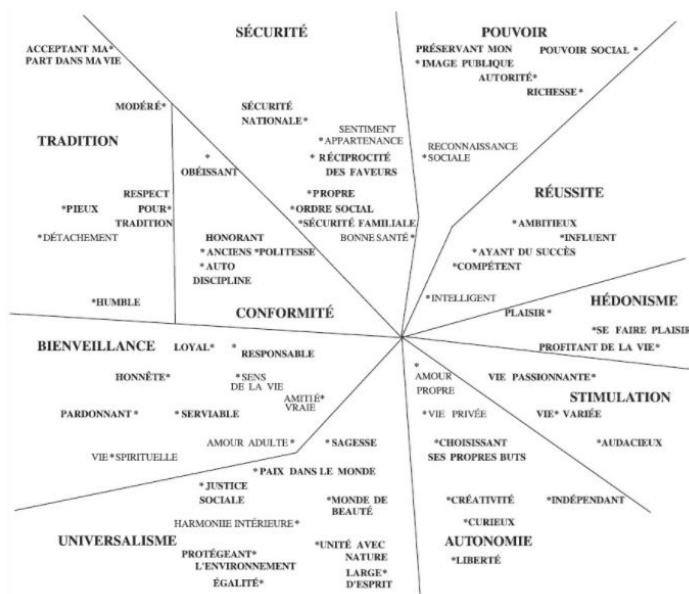 SÉCURITÉ
POUVOIR
ACCEPTANT MA*
PART DANS MA VIE
PRÉSERVANT MON
*IMAGE PUBLIQUE
POUVOIR SOCIAL *
AUTORITÉ*
RICHESSE *
MODÉRÉ*
SÉCURITÉ
NATIONALE*
TRADITION
SENTIMENT
*APPARTENANCE
*
OBÉISSANT
* RÉCIPROCITÉ
DES FAVEURS
RECONNAISSANCE
*SOCIALE
RESPECT
POUR*
TRADITION
*PIEUX
*DÉTACHEMENT
*PROPRE
*ORDRE SOCIAL
*SÉCURITÉ FAMILIALE
BONNE SANTÉ *
RÉUSSITE
*AMBITIEUX
*INFLUENT
*AYANT DU SUCCÈS
*COMPÉTENT
HONORANT
*ANCIENS *POLITESSE
*AUTO
DISCIPLINE
*HUMBLE
CONFORMITÉ
*INTELLIGENT
PLAISIR*
HÉDONISME
*SE FAIRE PLAISIR
PROFITANT DE LA VIE*
BIENVEILLANCE
LOYAL*
*
RESPONSABLE
HONNÊTE*
*SENS
DE LA VIE
AMITIÉ*
VRAIE
PARDONNANT *
*SERVIABLE
AMOUR ADULTE *
VIE*SPIRITUELLE
*
AMOUR
PROPRE
VIE PASSIONNANTE*
STIMULATION
*VIE PRIVÉE
VIE* VARIÉE
*AUDACIEUX
*CHOISISSANT
SES PROPRES BUTS
*SAGESSE
*PAIX DANS LE MONDE
*JUSTICE
SOCIALE
*MONDE DE
BEAUTÉ
*CRÉATIVITÉ
*INDÉPENDANT
HARMONIIE INTÉRIEURE*
*CURIEUX
UNIVERSALISME
AUTONOMIE
*UNITÉ AVEC
NATURE
PROTÉGEANT*
L'ENVIRONNEMENT
*LIBERTÉ
ÉGALITÉ*
LARGE*
D'ESPRIT